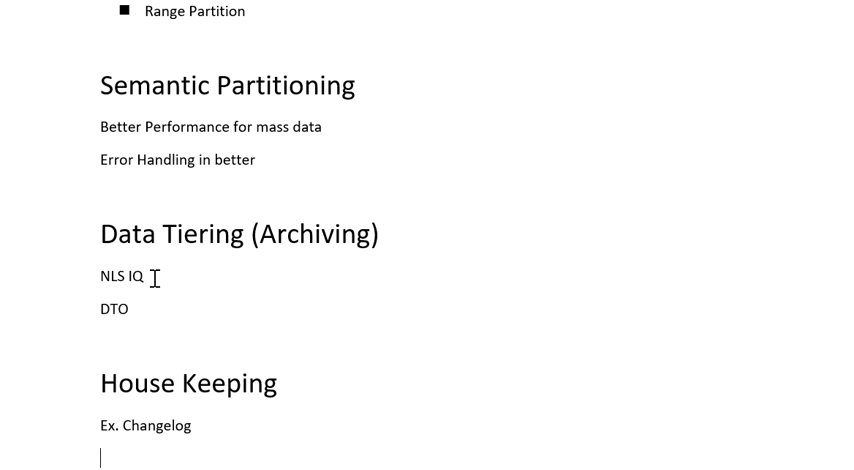 Range Partition
Semantic Partitioning
Better Performance for mass data
Error Handling in better
Data Tiering (Archiving)
NLS IQ
DTO
House Keeping
Ex. Changelog